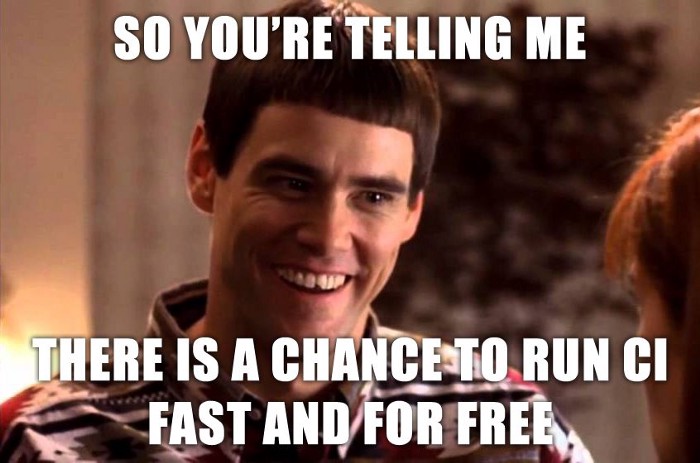 SO YOU’RE TELLING ME
THERE IS A CHANCE TO RUN CI
FAST AND FOR FREE